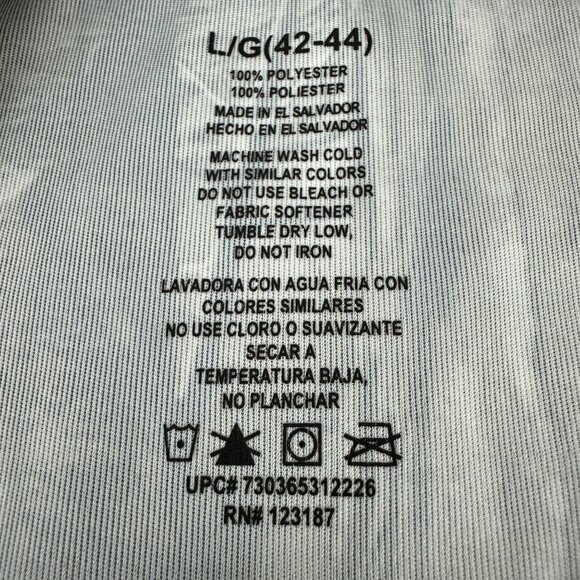 L/G(42-44)
100% POLYESTER
100% POLIESTER
MADE IN EL SALVADOR
HECHO EN EL SALVADOR
MACHINE WASH COLD
WITH SIMILAR COLORS
DO NOT USE BLEACH OR
FABRIC SOFTENER
TUMBLE DRY LOW,
DO NOT IRON
LAVADORA CON AGUA FRIA CON
COLORES SIMILARES
NO USE CLORO O SUAVIZANTE
SECAR A
TEMPERATURA BAJA,
NO PLANCHAR
UPC# 730365312226
RN# 123187